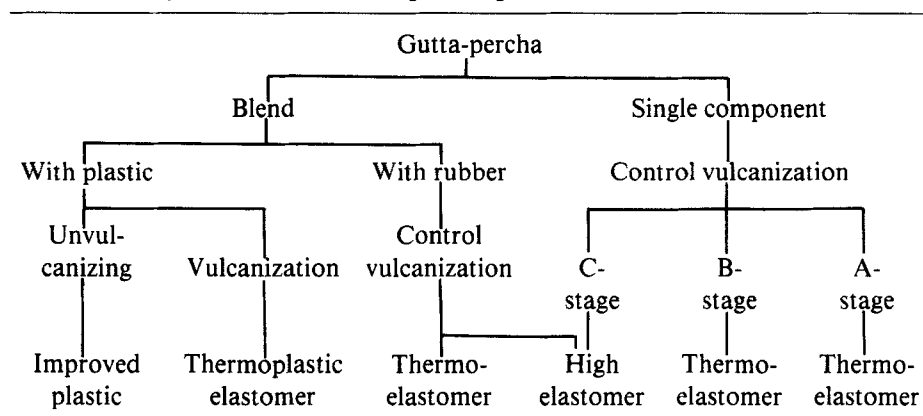 Gutta-percha
Blend Single component
With plastic With rubber Control vulcanization
Unvul- Control
canizing Vulcanization vulcanization C- B- A-
stage stage stage
Improved Thermoplastic Thermo- High Thermo- Thermo-
plastic elastomer elastomer elastomer elastomer elastomer